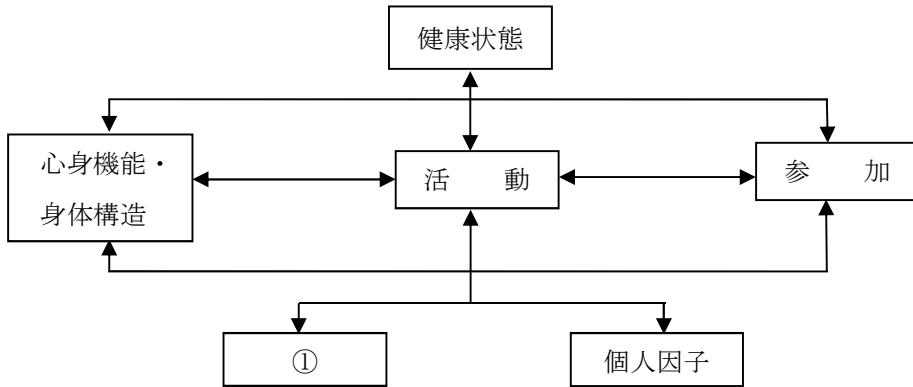 健康状態
心身機能・
身体構造
活　　動
参　　加
①
個人因子